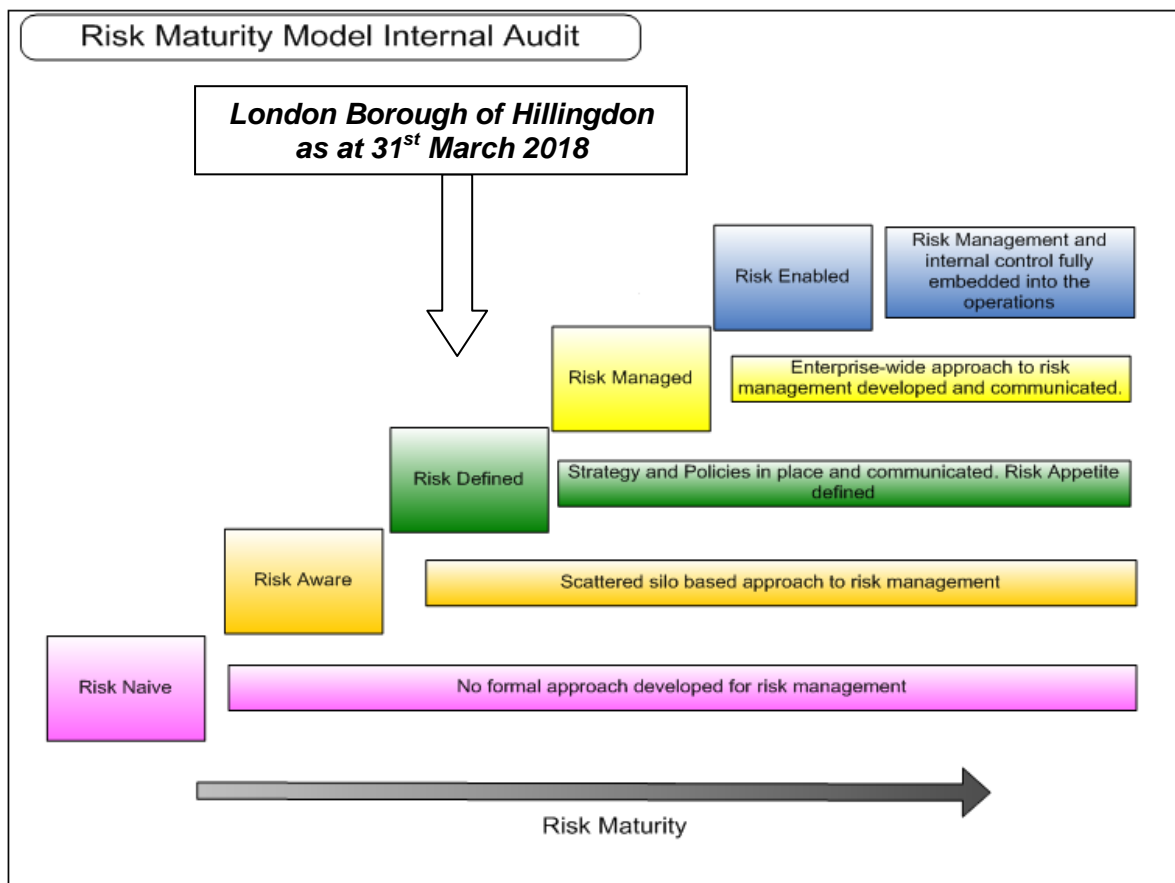 Risk Maturity Model Internal Audit
London Borough of Hillingdon
as at 31st March 2018
Risk Enabled
Risk Management and
internal control fully
embedded into the
operations
Risk Managed
Enterprise-wide approach to risk
management developed and communicated.
Risk Defined
Strategy and Policies in place and communicated. Risk Appetite
defined
Risk Aware
Scattered silo based approach to risk management
Risk Naive
No formal approach developed for risk management
Risk Maturity